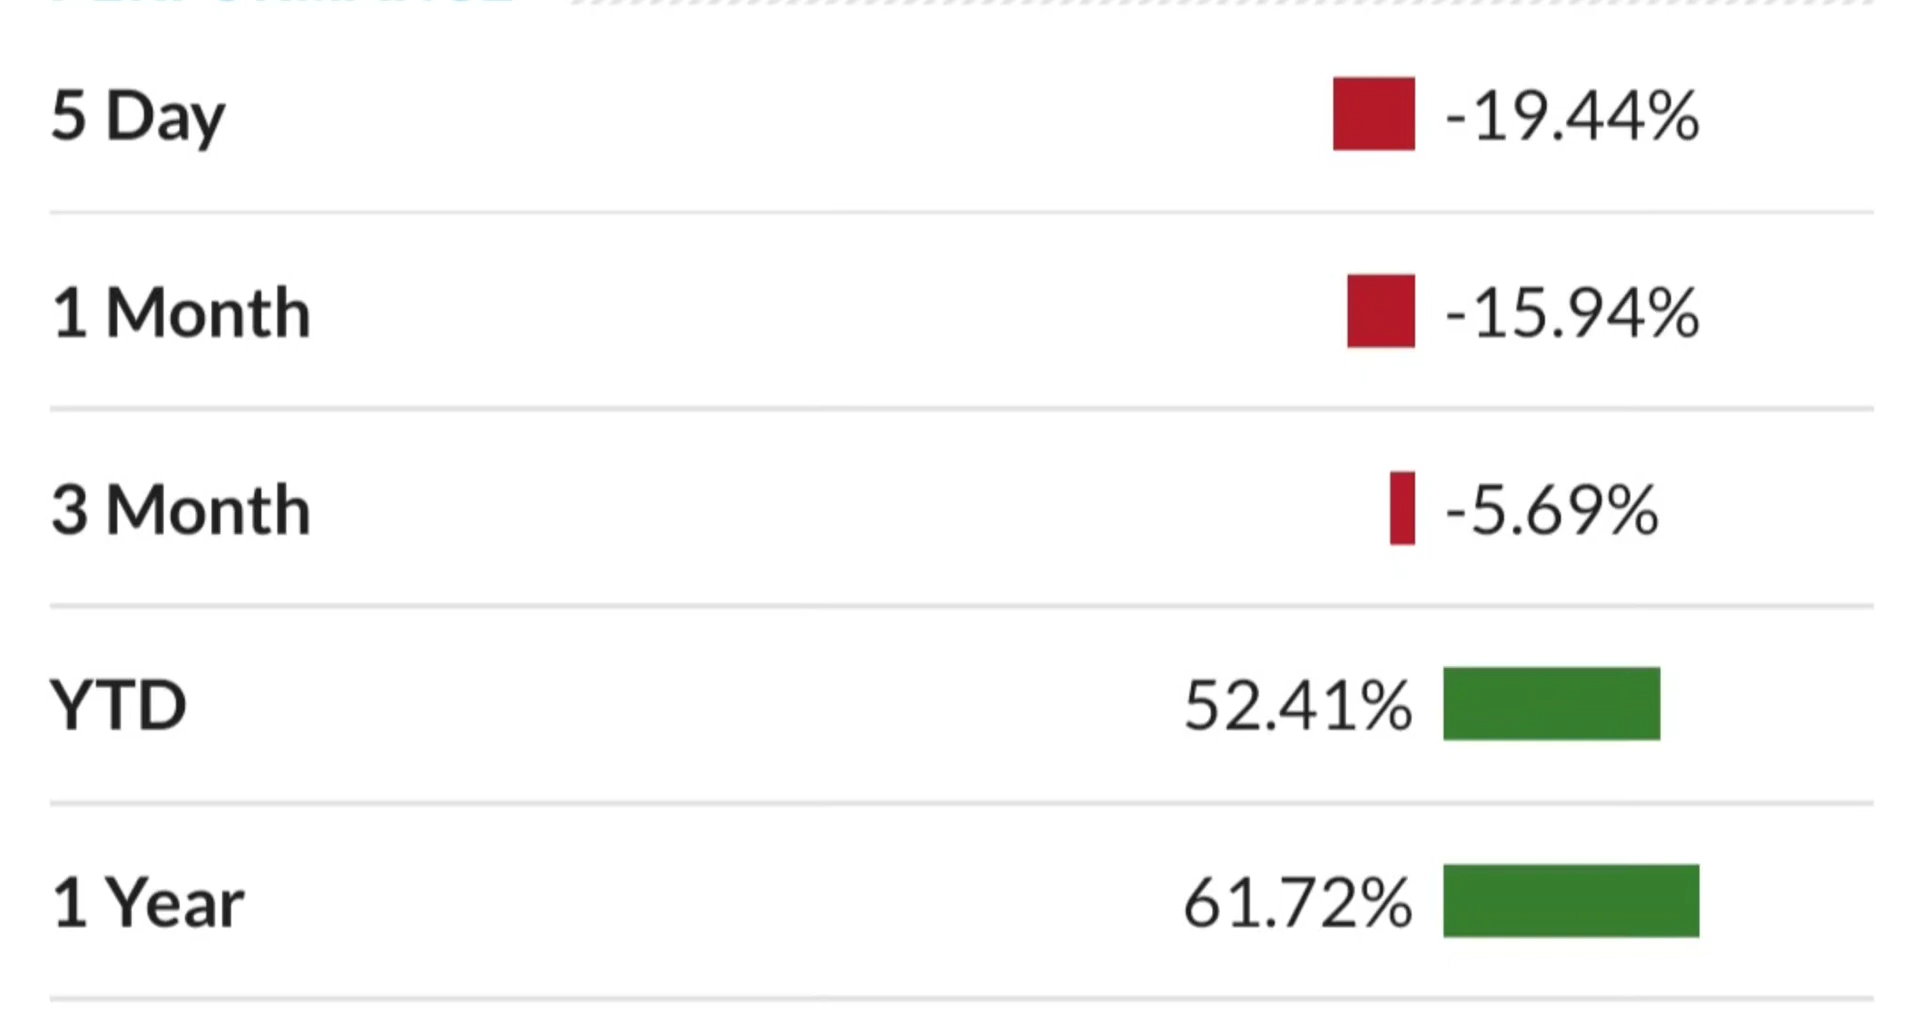 5 Day -19.44%
1 Month -15.94%
3 Month -5.69%
YTD 52.41%
1 Year 61.72%